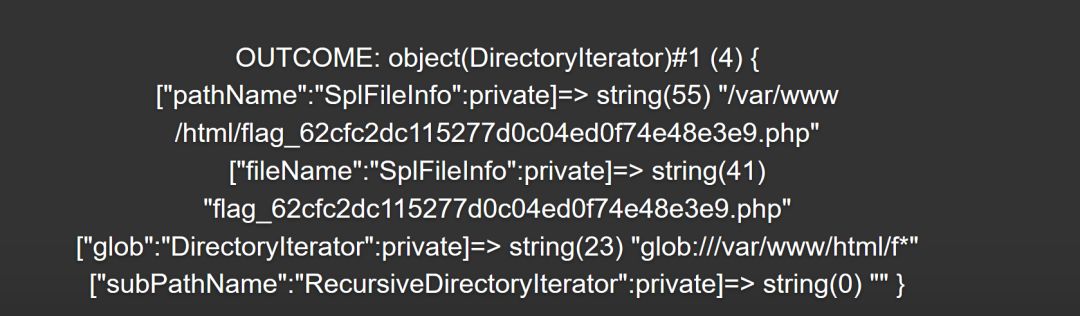 OUTCOME: object(DirectoryIterator)#1 (4) {
["pathName":"SplFileInfo":private]=> string(55) "/var/www
/html/flag_62cfc2dc115277d0c04ed0f74e48e3e9.php"
["fileName":"SplFileInfo":private]=> string(41)
"flag_62cfc2dc115277d0c04ed0f74e48e3e9.php"
["glob":"DirectoryIterator":private]=> string(23) "glob:///var/www/html/f*"
["subPathName":"RecursiveDirectoryIterator":private]=> string(0) "" }